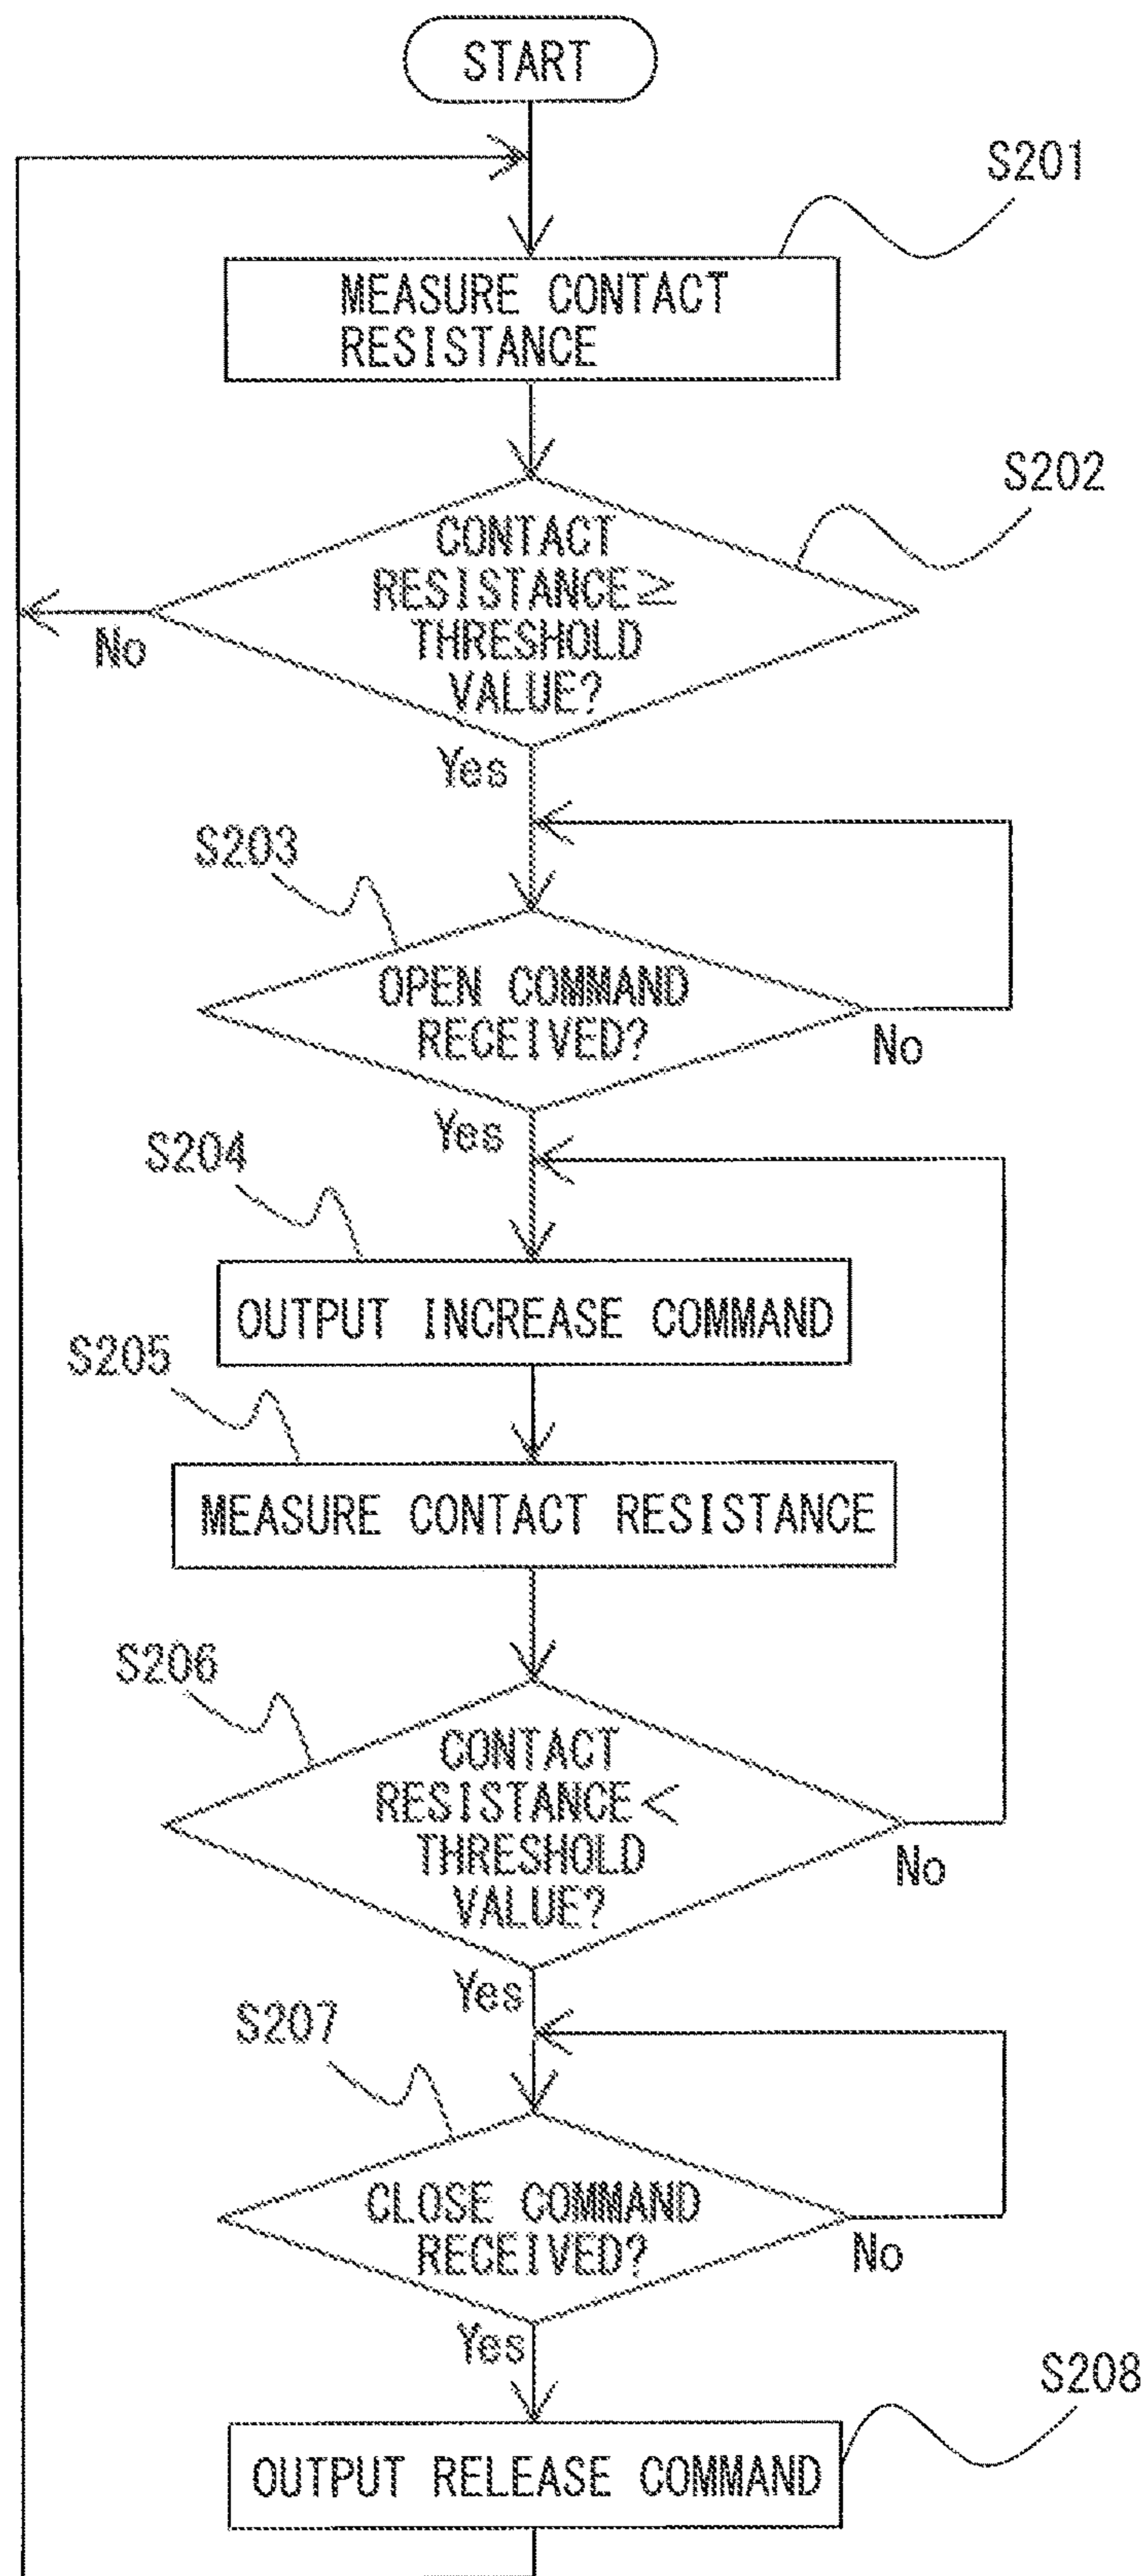 START
S201
MEASURE CONTACT
RESISTANCE
S202
CONTACT
RESISTANCE≥
THRESHOLD
VALUE?
No
Yes
S203
OPEN COMMAND
RECEIVED?
No
Yes
S204
OUTPUT INCREASE COMMAND
S205
MEASURE CONTACT RESISTANCE
S206
CONTACT
RESISTANCE<
THRESHOLD
VALUE?
No
Yes
S207
CLOSE COMMAND
RECEIVED?
No
Yes
S208
OUTPUT RELEASE COMMAND